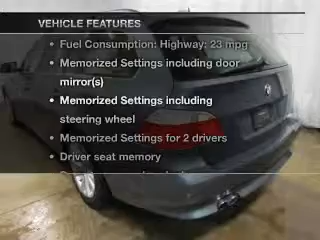 VEHICLE FEATURES
• Fuel Consumption: Highway: 23 mpg
• Memorized Settings including door
mirror(s)
• Memorized Settings including
steering wheel
• Memorized Settings for 2 drivers
• Driver seat memory